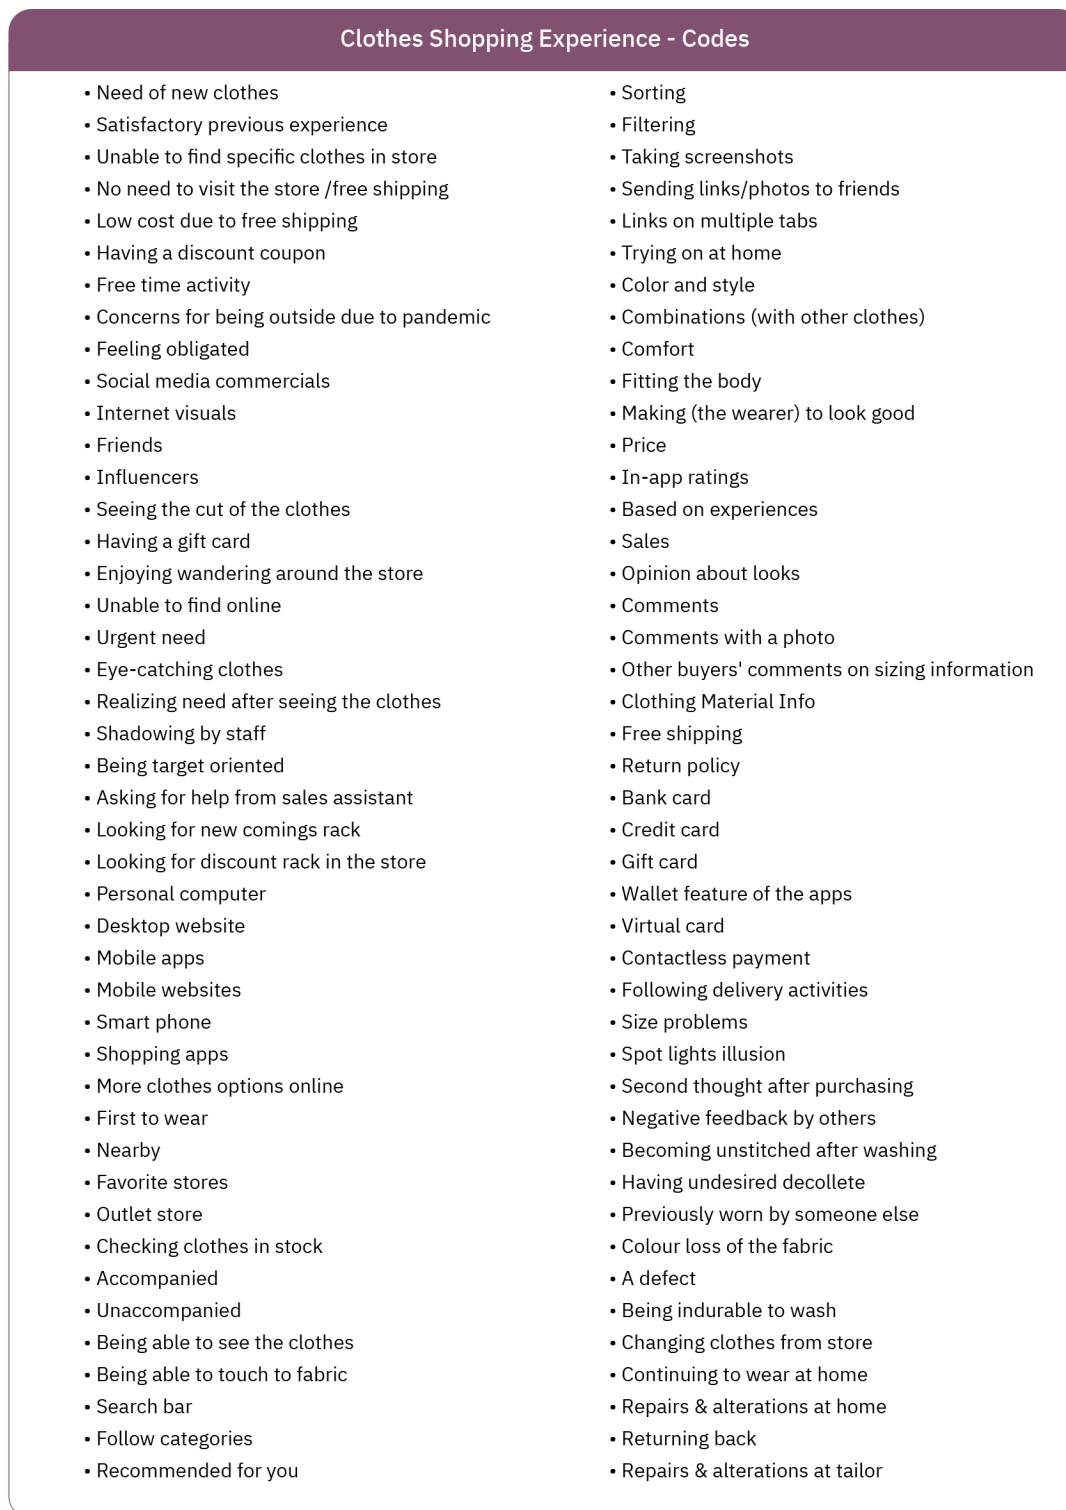 Clothes Shopping Experience - Codes
• Need of new clothes
• Satisfactory previous experience
• Unable to find specific clothes in store
• No need to visit the store /free shipping
• Low cost due to free shipping
• Having a discount coupon
• Free time activity
• Concerns for being outside due to pandemic
• Feeling obligated
• Social media commercials
• Internet visuals
• Friends
• Influencers
• Seeing the cut of the clothes
• Having a gift card
• Enjoying wandering around the store
• Unable to find online
• Urgent need
• Eye-catching clothes
• Realizing need after seeing the clothes
• Shadowing by staff
• Being target oriented
• Asking for help from sales assistant
• Looking for new comings rack
• Looking for discount rack in the store
• Personal computer
• Desktop website
• Mobile apps
• Mobile websites
• Smart phone
• Shopping apps
• More clothes options online
• First to wear
• Nearby
• Favorite stores
• Outlet store
• Checking clothes in stock
• Accompanied
• Unaccompanied
• Being able to see the clothes
• Being able to touch to fabric
• Search bar
• Follow categories
• Recommended for you
• Sorting
• Filtering
• Taking screenshots
• Sending links/photos to friends
• Links on multiple tabs
• Trying on at home
• Color and style
• Combinations (with other clothes)
• Comfort
• Fitting the body
• Making (the wearer) to look good
• Price
• In-app ratings
• Based on experiences
• Sales
• Opinion about looks
• Comments
• Comments with a photo
• Other buyers' comments on sizing information
• Clothing Material Info
• Free shipping
• Return policy
• Bank card
• Credit card
• Gift card
• Wallet feature of the apps
• Virtual card
• Contactless payment
• Following delivery activities
• Size problems
• Spot lights illusion
• Second thought after purchasing
• Negative feedback by others
• Becoming unstitched after washing
• Having undesired decollete
• Previously worn by someone else
• Colour loss of the fabric
• A defect
• Being indurable to wash
• Changing clothes from store
• Continuing to wear at home
• Repairs & alterations at home
• Returning back
• Repairs & alterations at tailor